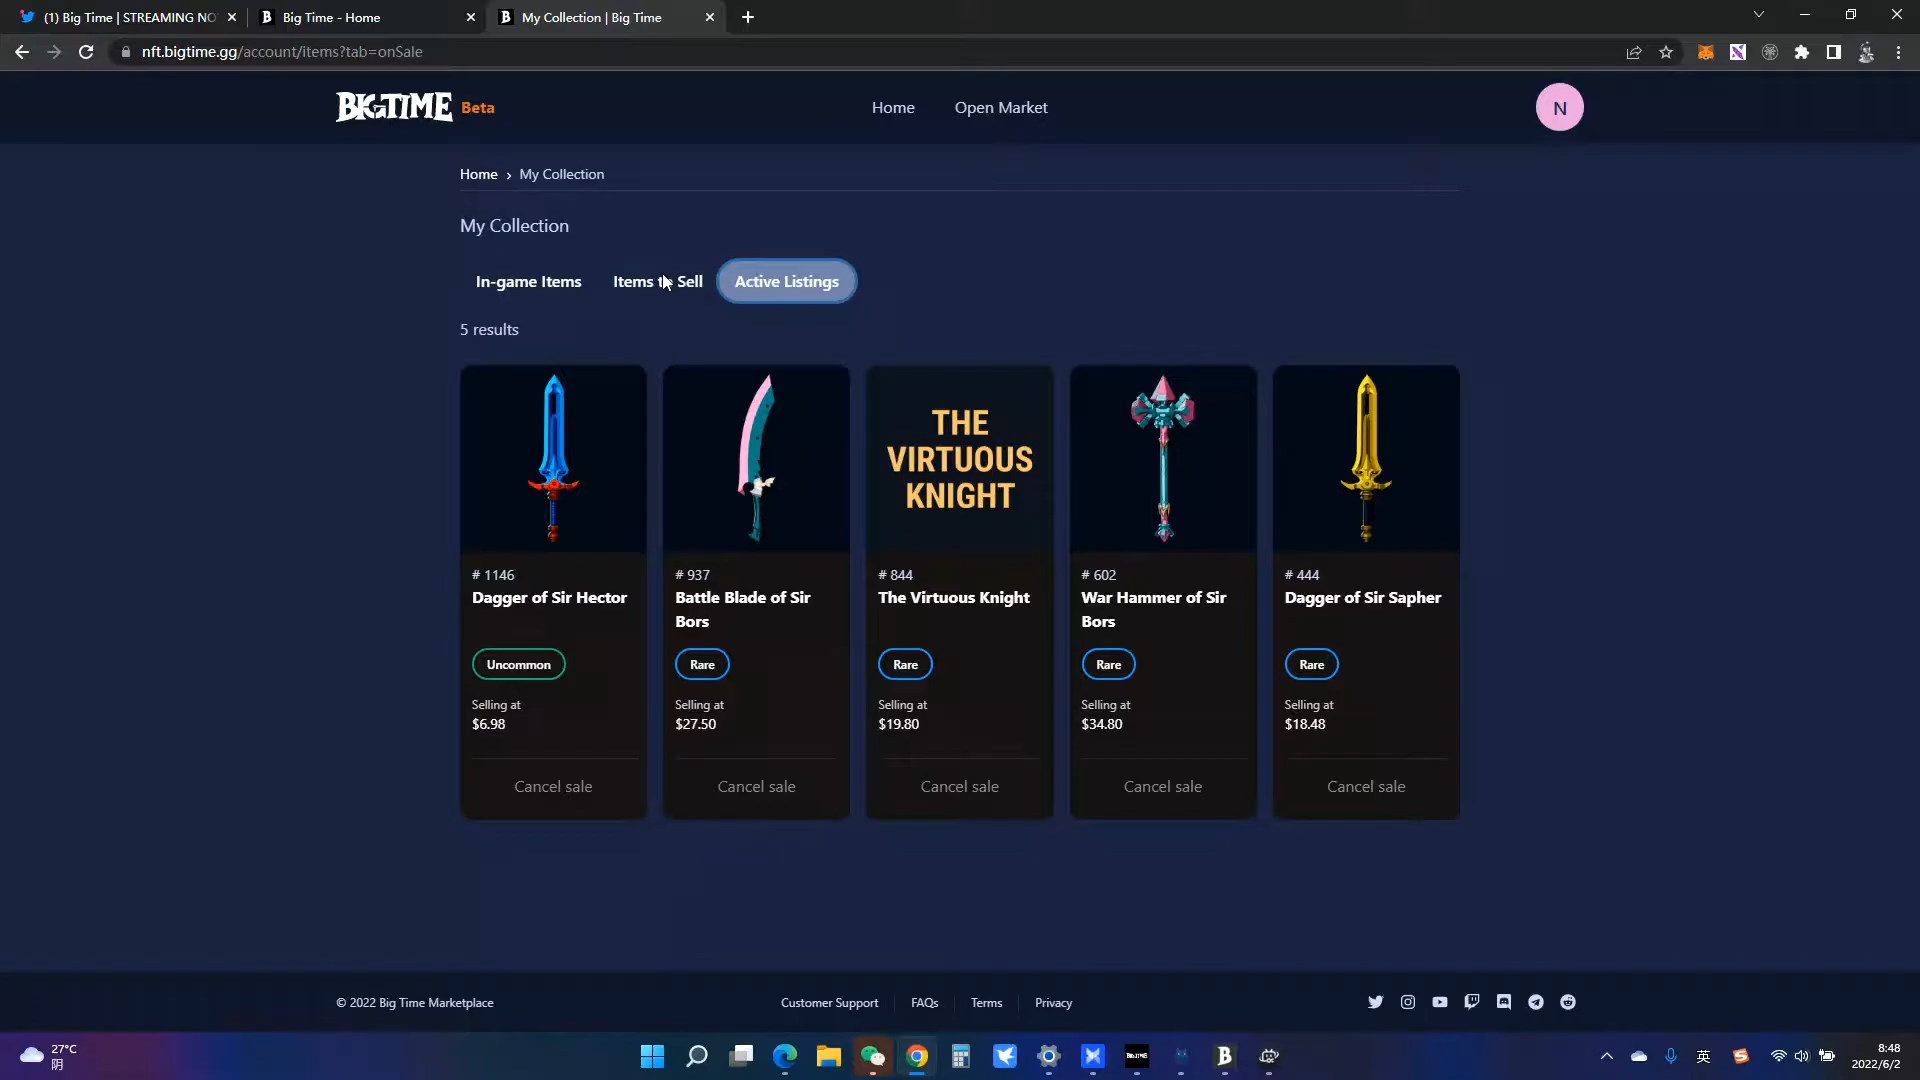 (1) Big Time | STREAMING NO
Big Time - Home
My Collection | Big Time
nft.bigtime.gg/account/items?tab=onSale
BIGTIME Beta
Home
Open Market
N
Home › My Collection
My Collection
In-game Items
Items to Sell
Active Listings
5 results
THE
VIRTUOUS
KNIGHT
# 1146
Dagger of Sir Hector
Uncommon
Selling at
$6.98
Cancel sale
# 937
Battle Blade of Sir
Bors
Rare
Selling at
$27.50
Cancel sale
# 844
The Virtuous Knight
Rare
Selling at
$19.80
Cancel sale
# 602
War Hammer of Sir
Bors
Rare
Selling at
$34.80
Cancel sale
# 444
Dagger of Sir Sapher
Rare
Selling at
$18.48
Cancel sale
© 2022 Big Time Marketplace
Customer Support
FAQs
Terms
Privacy
27°C
阴
英
8:48
2022/6/2